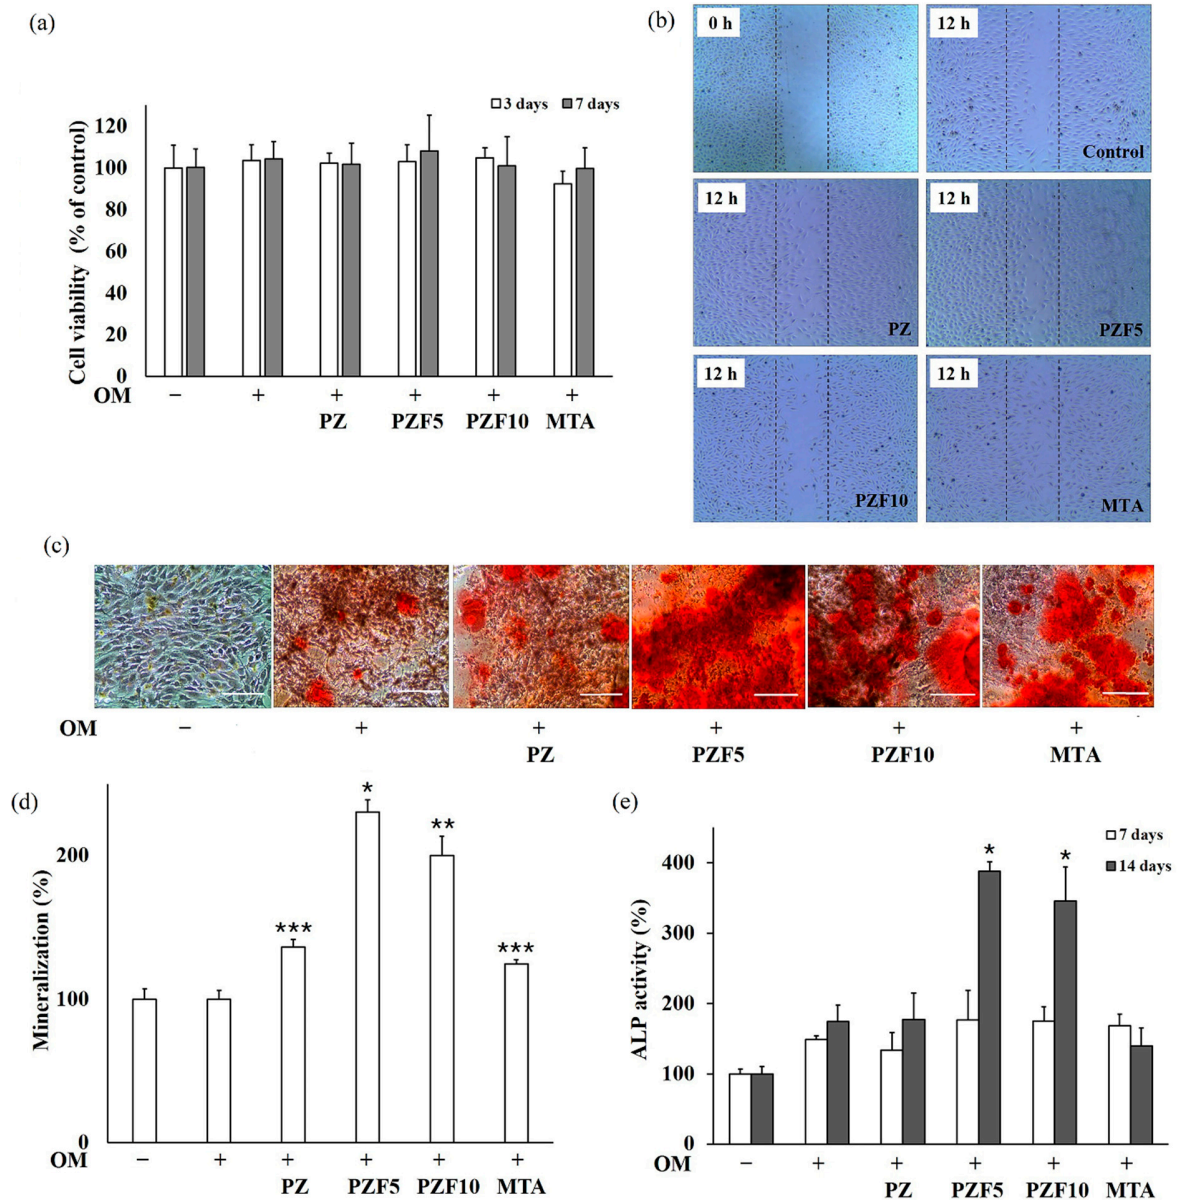 (a)
3 days 7 days
Cell viability (% of control)
120
100
80
60
40
20
0
OM − + + + + +
PZ PZF5 PZF10 MTA
(b)
0 h 12 h
Control
12 h 12 h
PZ PZF5
12 h 12 h
PZF10 MTA
(c)
OM − + + + + +
PZ PZF5 PZF10 MTA
(d)
Mineralization (%)
200
100
0
* ** *** ***
OM − + + + + +
PZ PZF5 PZF10 MTA
(e)
7 days
14 days
ALP activity (%)
400
300
200
100
0
* *
OM − + + + + +
PZ PZF5 PZF10 MTA